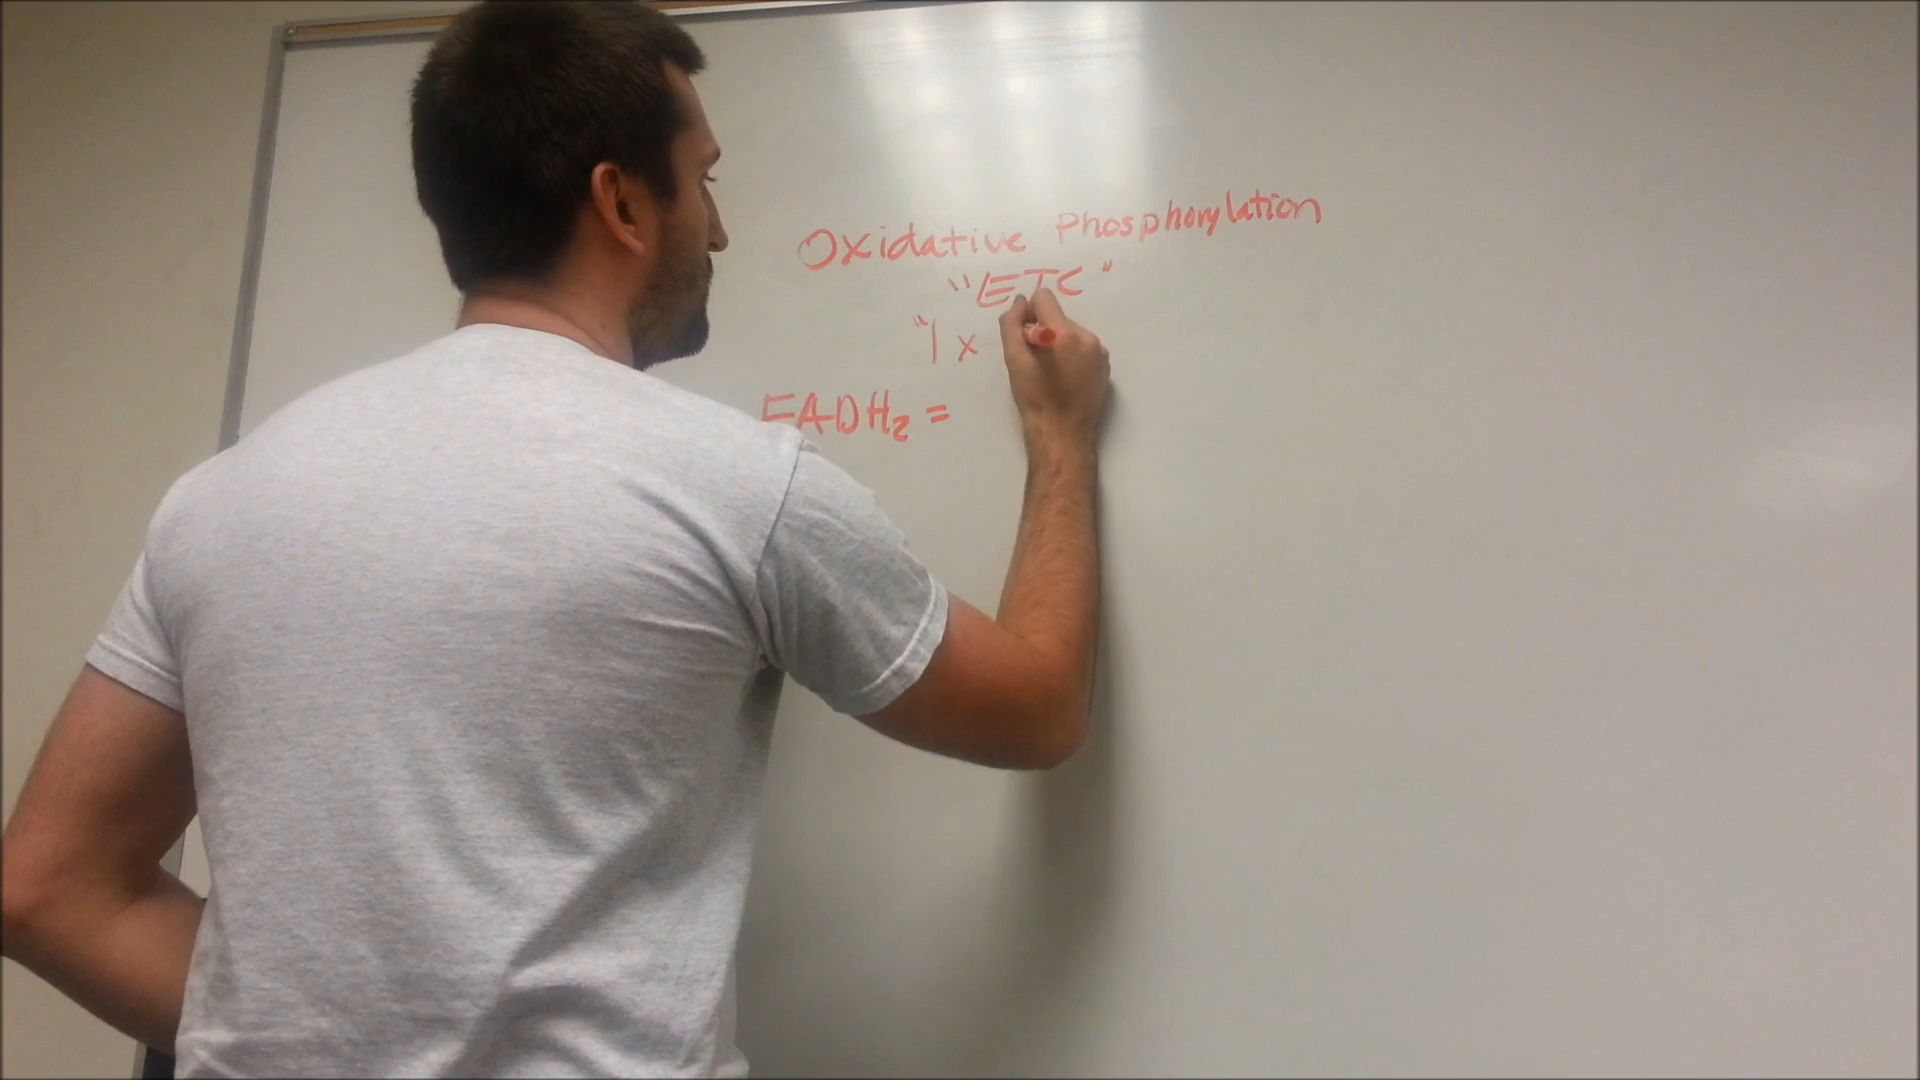 Oxidative Phosphorylation
"ETC"
"1 x
FADH₂ =